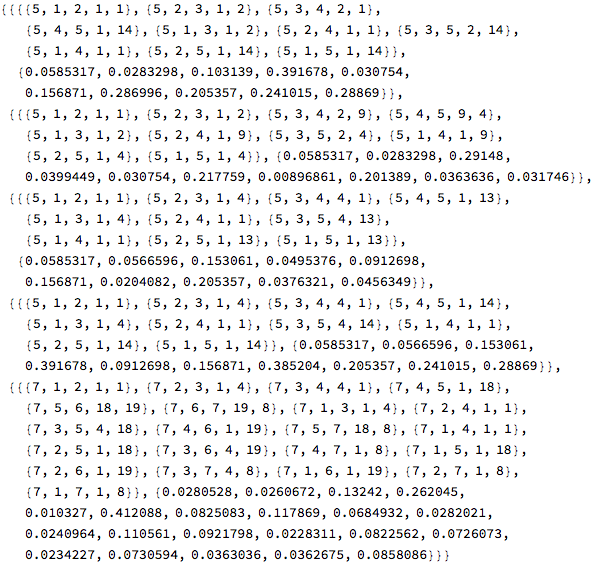 {{{{5, 1, 2, 1, 1}, {5, 2, 3, 1, 2}, {5, 3, 4, 2, 1},
{5, 4, 5, 1, 14}, {5, 1, 3, 1, 2}, {5, 2, 4, 1, 1}, {5, 3, 5, 2, 14},
{5, 1, 4, 1, 1}, {5, 2, 5, 1, 14}, {5, 1, 5, 1, 14}},
{0.0585317, 0.0283298, 0.103139, 0.391678, 0.030754,
0.156871, 0.286996, 0.205357, 0.241015, 0.28869}},
{{{5, 1, 2, 1, 1}, {5, 2, 3, 1, 2}, {5, 3, 4, 2, 9}, {5, 4, 5, 9, 4},
{5, 1, 3, 1, 2}, {5, 2, 4, 1, 9}, {5, 3, 5, 2, 4}, {5, 1, 4, 1, 9},
{5, 2, 5, 1, 4}, {5, 1, 5, 1, 4}}, {0.0585317, 0.0283298, 0.29148,
0.0399449, 0.030754, 0.217759, 0.00896861, 0.201389, 0.0363636, 0.031746}},
{{{5, 1, 2, 1, 1}, {5, 2, 3, 1, 4}, {5, 3, 4, 4, 1}, {5, 4, 5, 1, 13},
{5, 1, 3, 1, 4}, {5, 2, 4, 1, 1}, {5, 3, 5, 4, 13},
{5, 1, 4, 1, 1}, {5, 2, 5, 1, 13}, {5, 1, 5, 1, 13}},
{0.0585317, 0.0566596, 0.153061, 0.0495376, 0.0912698,
0.156871, 0.0204082, 0.205357, 0.0376321, 0.0456349}},
{{{5, 1, 2, 1, 1}, {5, 2, 3, 1, 4}, {5, 3, 4, 4, 1}, {5, 4, 5, 1, 14},
{5, 1, 3, 1, 4}, {5, 2, 4, 1, 1}, {5, 3, 5, 4, 14}, {5, 1, 4, 1, 1},
{5, 2, 5, 1, 14}, {5, 1, 5, 1, 14}}, {0.0585317, 0.0566596, 0.153061,
0.391678, 0.0912698, 0.156871, 0.385204, 0.205357, 0.241015, 0.28869}},
{{{7, 1, 2, 1, 1}, {7, 2, 3, 1, 4}, {7, 3, 4, 4, 1}, {7, 4, 5, 1, 18},
{7, 5, 6, 18, 19}, {7, 6, 7, 19, 8}, {7, 1, 3, 1, 4}, {7, 2, 4, 1, 1},
{7, 3, 5, 4, 18}, {7, 4, 6, 1, 19}, {7, 5, 7, 18, 8}, {7, 1, 4, 1, 1},
{7, 2, 5, 1, 18}, {7, 3, 6, 4, 19}, {7, 4, 7, 1, 8}, {7, 1, 5, 1, 18},
{7, 2, 6, 1, 19}, {7, 3, 7, 4, 8}, {7, 1, 6, 1, 19}, {7, 2, 7, 1, 8},
{7, 1, 7, 1, 8}}, {0.0280528, 0.0260672, 0.13242, 0.262045,
0.010327, 0.412088, 0.0825083, 0.117869, 0.0684932, 0.0282021,
0.0240964, 0.110561, 0.0921798, 0.0228311, 0.0822562, 0.0726073,
0.0234227, 0.0730594, 0.0363036, 0.0362675, 0.0858086}}}